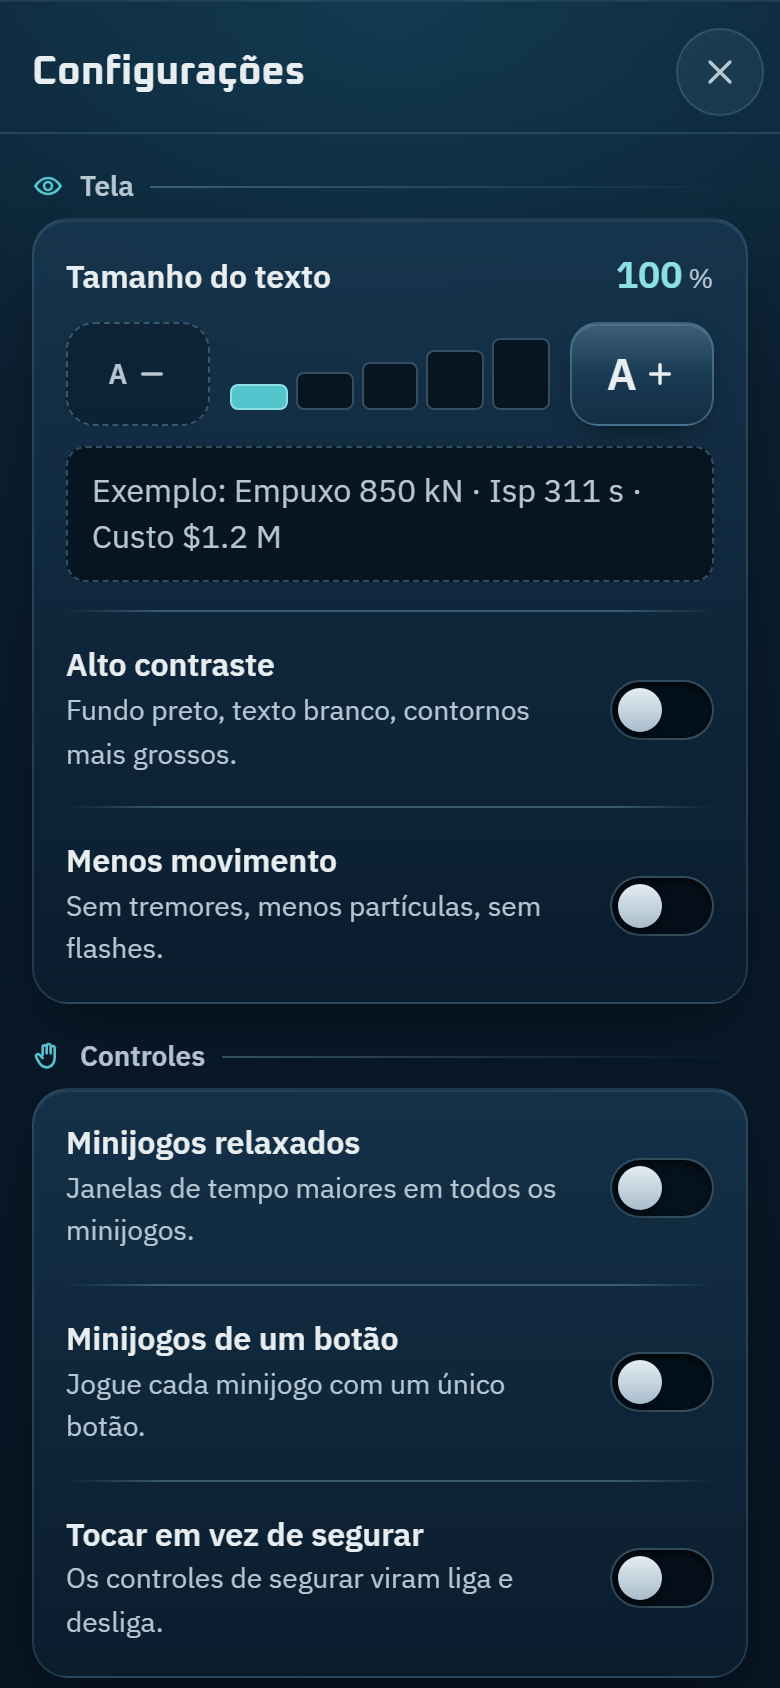 Configurações
Tela
Tamanho do texto 100 %
A − A +
Exemplo: Empuxo 850 kN · Isp 311 s ·
Custo $1.2 M
Alto contraste
Fundo preto, texto branco, contornos
mais grossos.
Menos movimento
Sem tremores, menos partículas, sem
flashes.
Controles
Minijogos relaxados
Janelas de tempo maiores em todos os
minijogos.
Minijogos de um botão
Jogue cada minijogo com um único
botão.
Tocar em vez de segurar
Os controles de segurar viram liga e
desliga.